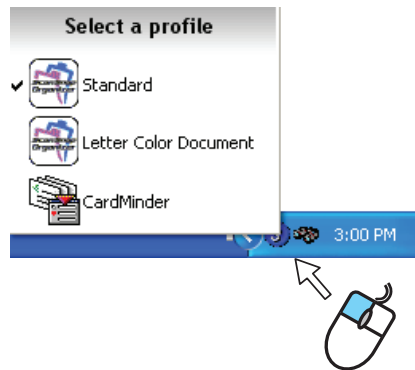 Select a profile
Standard
Letter Color Document
CardMinder
3:00 PM